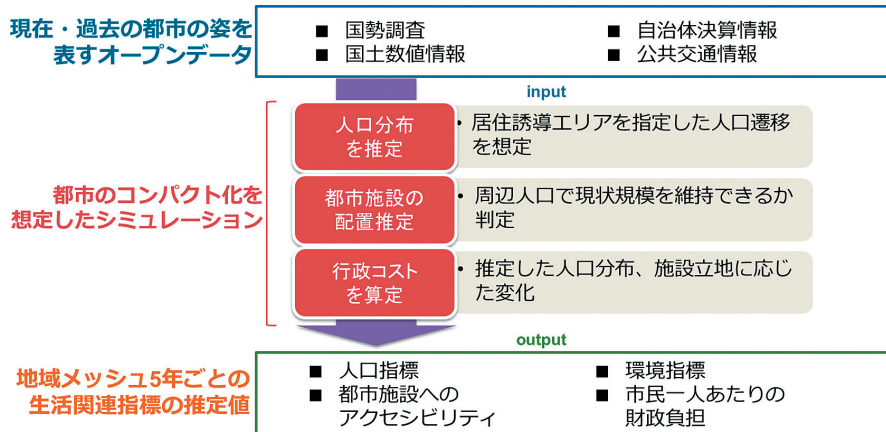 現在・過去の都市の姿を
表すオープンデータ
■ 国勢調査
■ 国土数値情報
■ 自治体決算情報
■ 公共交通情報
input
都市のコンパクト化を
想定したシミュレーション
人口分布
を推定
• 居住誘導エリアを指定した人口遷移
を想定
都市施設の
配置推定
• 周辺人口で現状規模を維持できるか
判定
行政コスト
を算定
• 推定した人口分布、施設立地に応じ
た変化
output
地域メッシュ5年ごとの
生活関連指標の推定値
■ 人口指標
■ 都市施設への
アクセシビリティ
■ 環境指標
■ 市民一人あたりの
財政負担